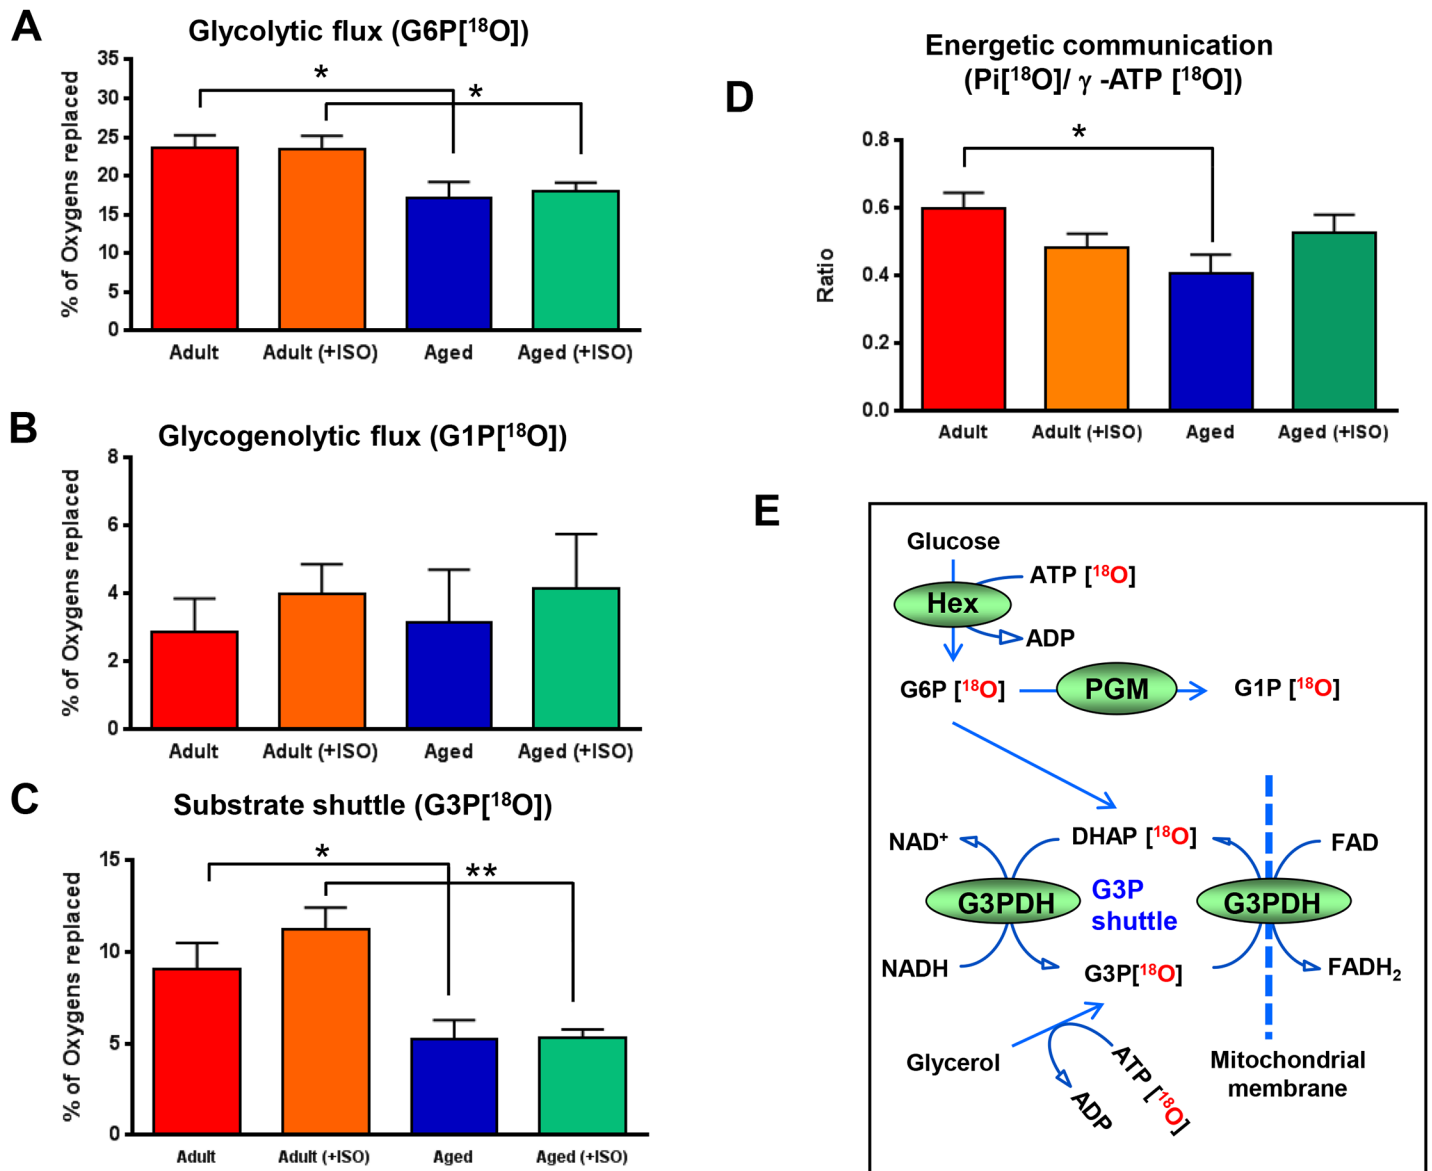 A
Glycolytic flux (G6P[¹⁸O])
% of Oxygens replaced
35
30
25
20
15
10
5
0
*
*
Adult
Adult (+ISO)
Aged
Aged (+ISO)
B
Glycogenolytic flux (G1P[¹⁸O])
% of Oxygens replaced
8
6
4
2
0
Adult
Adult (+ISO)
Aged
Aged (+ISO)
C
Substrate shuttle (G3P[¹⁸O])
% of Oxygens replaced
15
10
5
0
*
**
Adult
Adult (+ISO)
Aged
Aged (+ISO)
D
Energetic communication
(Pi[¹⁸O]/ γ -ATP [¹⁸O])
Ratio
0.8
0.6
0.4
0.2
0.0
*
Adult
Adult (+ISO)
Aged
Aged (+ISO)
E
Glucose
ATP [¹⁸O]
Hex
ADP
G6P [¹⁸O]
PGM
G1P [¹⁸O]
NAD⁺
DHAP [¹⁸O]
FAD
G3PDH
G3P
shuttle
G3PDH
NADH
G3P[¹⁸O]
FADH₂
Glycerol
ATP [¹⁸O]
ADP
Mitochondrial
membrane